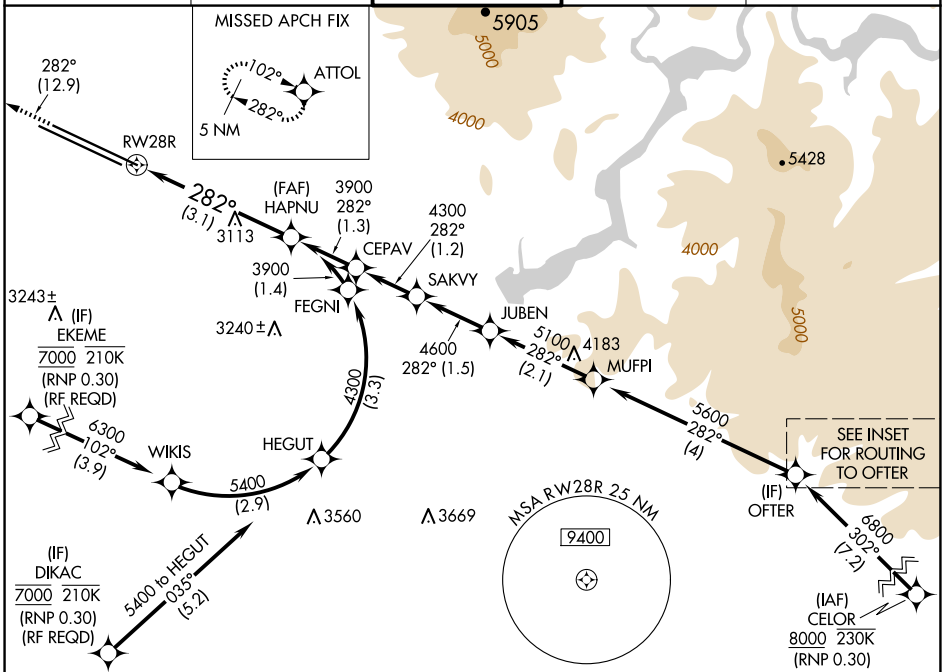 MISSED APCH FIX
102°
ATTOL
282°
5 NM
5905
5000
4000
282°
(12.9)
RW28R
5428
282°
(3.1)
3113
(FAF)
HAPNU
3900
282°
(1.3)
4300
282°
(1.2)
4000
CEPAV
SAKVY
3900
(1.4)
FEGNI
JUBEN
5000
3243±
(IF)
EKEME
7000 210K
(RNP 0.30)
(RF REQD)
3240±
4600
282° (1.5)
5100
282°
(2.1)
4183
MUFPI
4300
(3.3)
5600
282°
(4)
6300
102°
(3.9)
WIKIS
HEGUT
SEE INSET
FOR ROUTING
TO OFTER
5400
(2.9)
(IF)
OFTER
3560
3669
MSA RW28R 25 NM
9400
6800
302°
(7.2)
(IF)
DIKAC
7000 210K
(RNP 0.30)
(RF REQD)
5400 to HEGUT
035°
(5.2)
(IAF)
CELOR
8000 230K
(RNP 0.30)